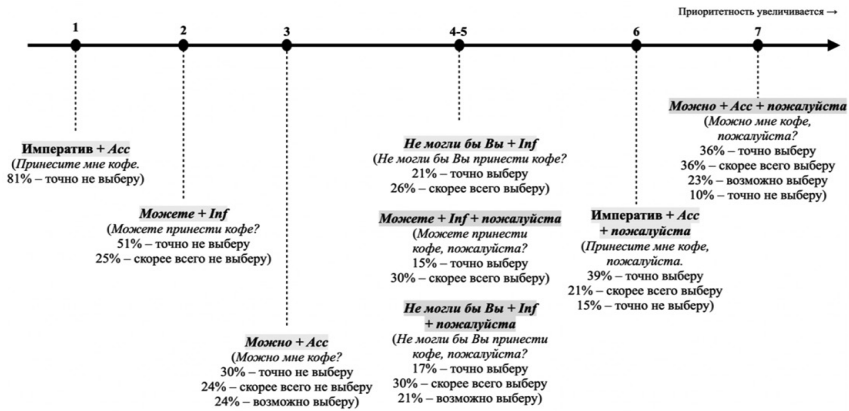 Приоритетность увеличивается →
1
2
3
4-5
6
7
Императив + Acc
(Принесите мне кофе.
81% – точно не выберу)
Можете + Inf
(Можете принести кофе?
51% – точно не выберу
25% – скорее всего не выберу)
Можно + Acc
(Можно мне кофе?
30% – точно не выберу
24% – скорее всего не выберу
24% – возможно выберу)
Не могли бы Вы + Inf
(Не могли бы Вы принести кофе?
21% – точно выберу
26% – скорее всего выберу)
Можете + Inf + пожалуйста
(Можете принести
кофе, пожалуйста?
15% – точно выберу
30% – скорее всего выберу)
Не могли бы Вы + Inf
+ пожалуйста
(Не могли бы Вы принести
кофе, пожалуйста?
17% – точно выберу
30% – скорее всего выберу
21% – возможно выберу)
Императив + Acc
+ пожалуйста
(Принесите мне кофе,
пожалуйста.
39% – точно выберу
21% – скорее всего выберу
15% – точно не выберу)
Можно + Acc + пожалуйста
(Можно мне кофе,
пожалуйста?
36% – точно выберу
36% – скорее всего выберу
23% – возможно выберу
10% – точно не выберу)